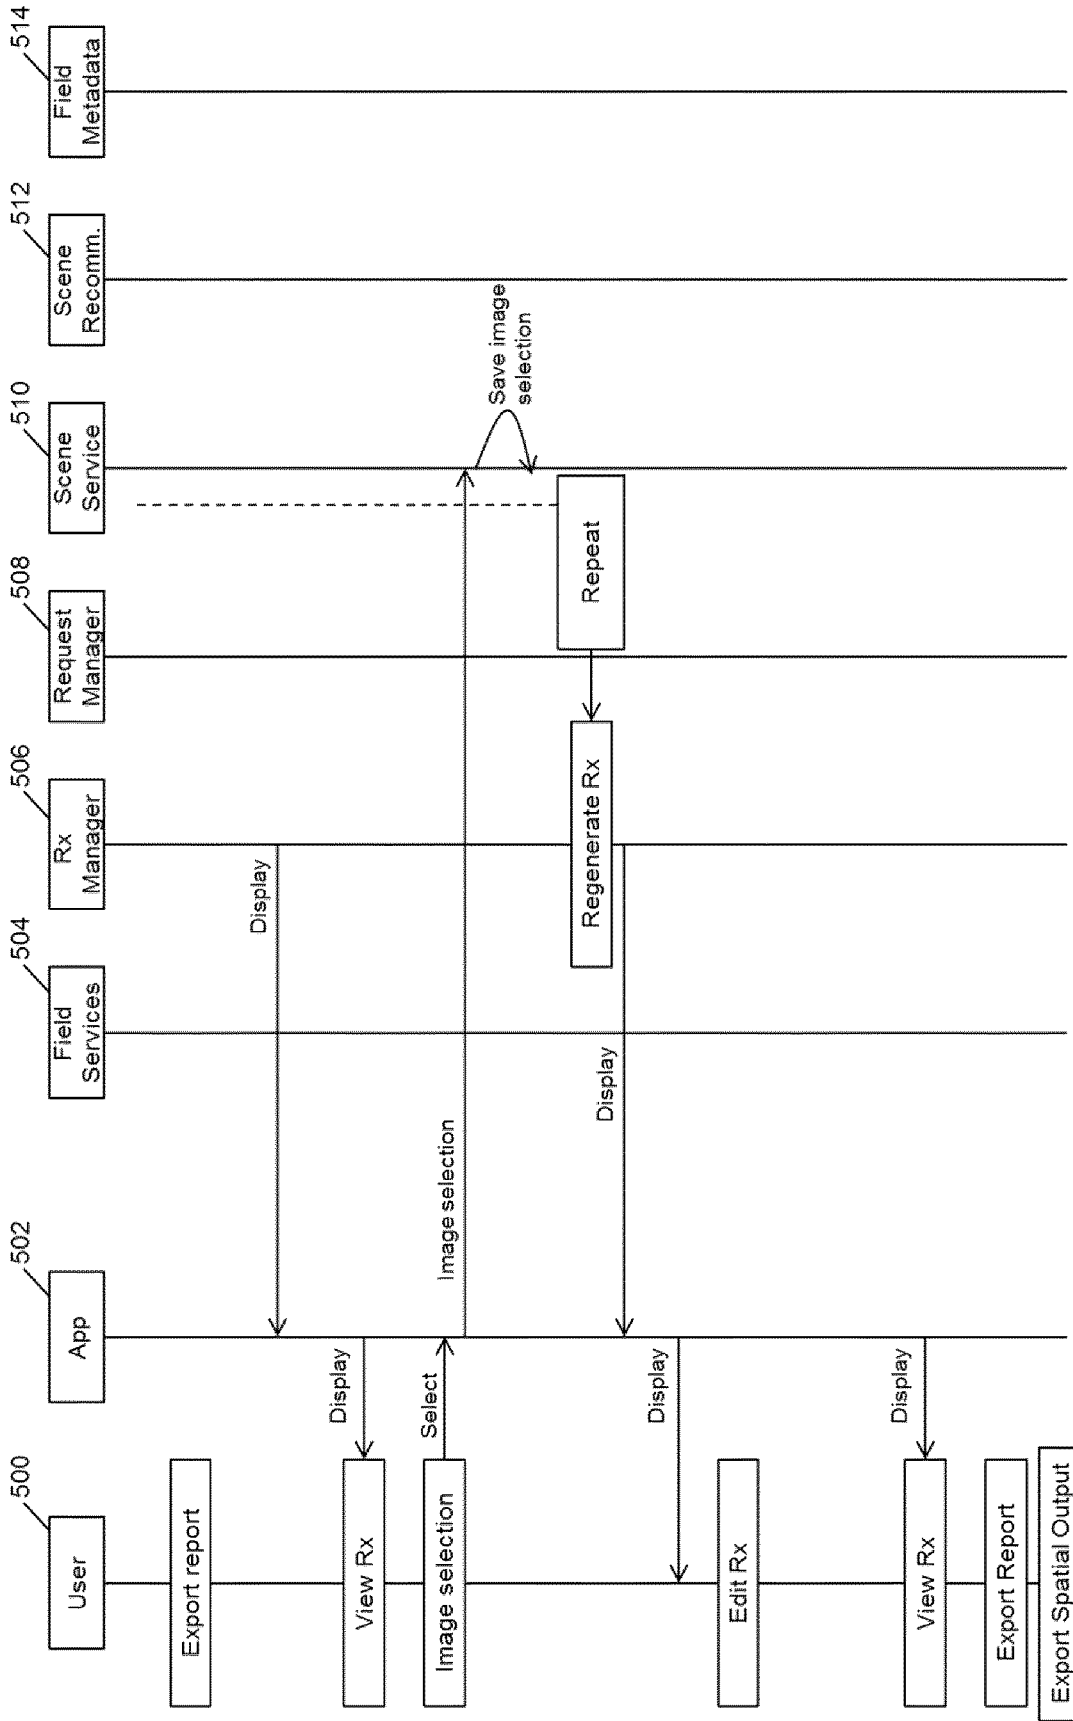 500
502
504
506
508
510
512
514
User
App
Field
Services
Rx
Manager
Request
Manager
Scene
Service
Scene
Recomm.
Field
Metadata
Export report
Display
Display
View Rx
Select
Image selection
Image selection
Save image
selection
Repeat
Regenerate Rx
Display
Display
Edit Rx
Display
View Rx
Export Report
Export Spatial Output